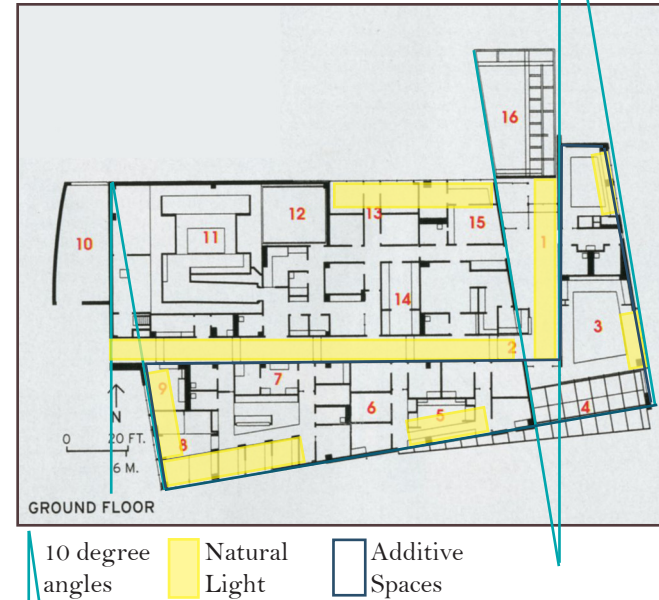 16
10
11
12
13
15
1
14
3
2
7
9
6
5
4
8
N
0 20 FT.
6 M.
GROUND FLOOR
10 degree
angles
Natural
Light
Additive
Spaces